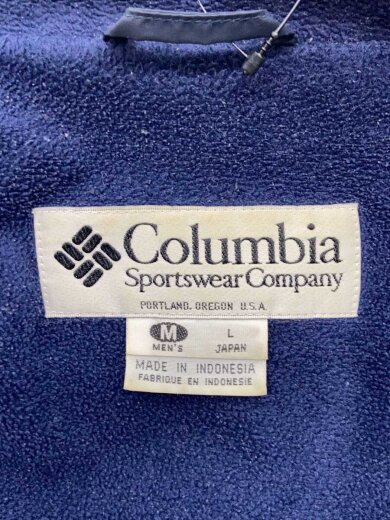 Columbia
Sportswear Company
PORTLAND, OREGON U.S.A.
M L
MEN'S JAPAN
MADE IN INDONESIA
FABRIQUE EN INDONESIE